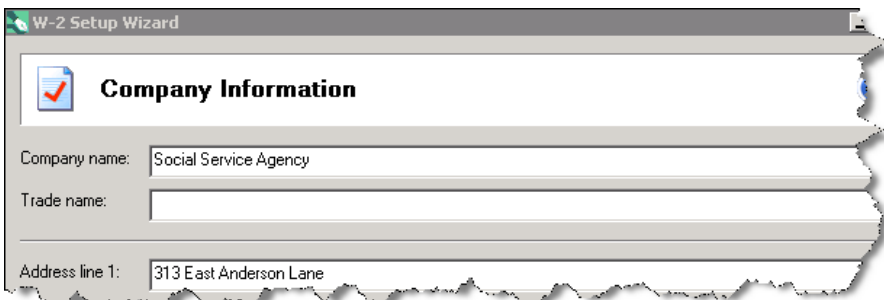 W-2 Setup Wizard
Company Information
Company name: Social Service Agency
Trade name:
Address line 1: 313 East Anderson Lane